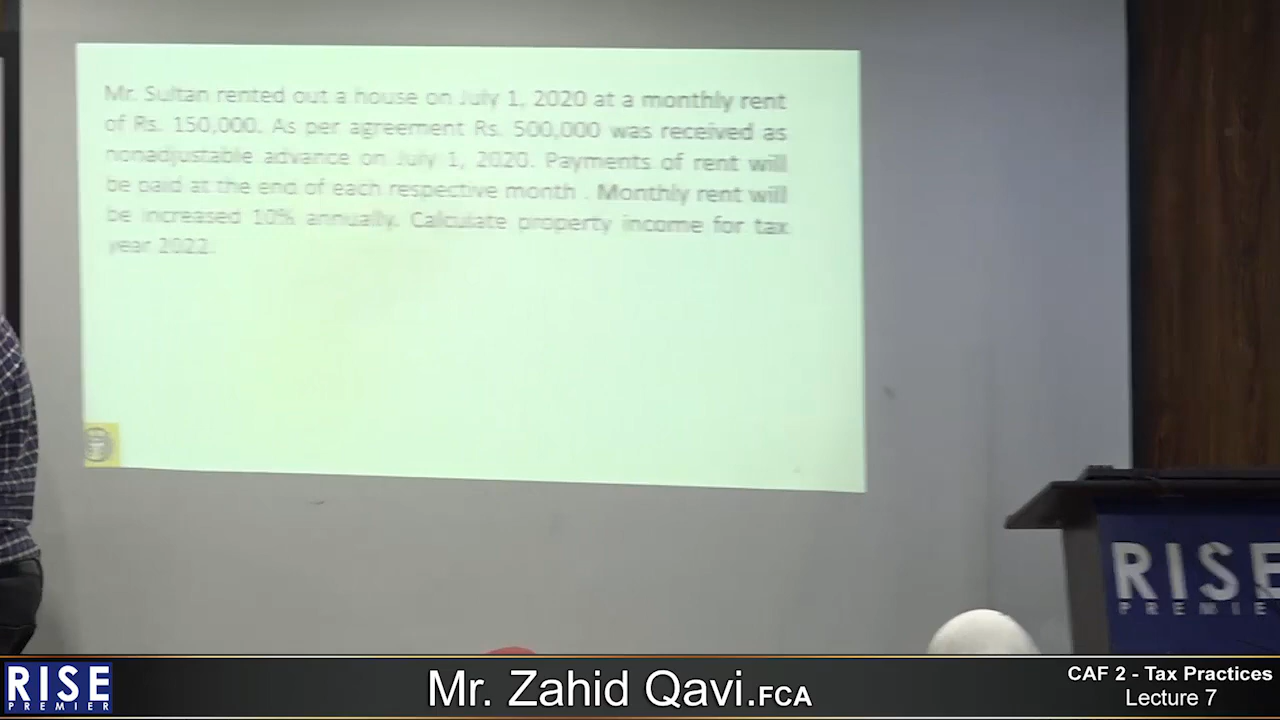 Mr. Sultan rented out a house on July 1, 2020 at a monthly rent
of Rs. 150,000. As per agreement Rs. 500,000 was received as
nonadjustable advance on July 1, 2020. Payments of rent will
be paid at the end of each respective month . Monthly rent will
be increased 10% annually. Calculate property income for tax
year 2022.
RISE
PREMIER
RISE
PREMIER
Mr. Zahid Qavi.FCA
CAF 2 - Tax Practices
Lecture 7